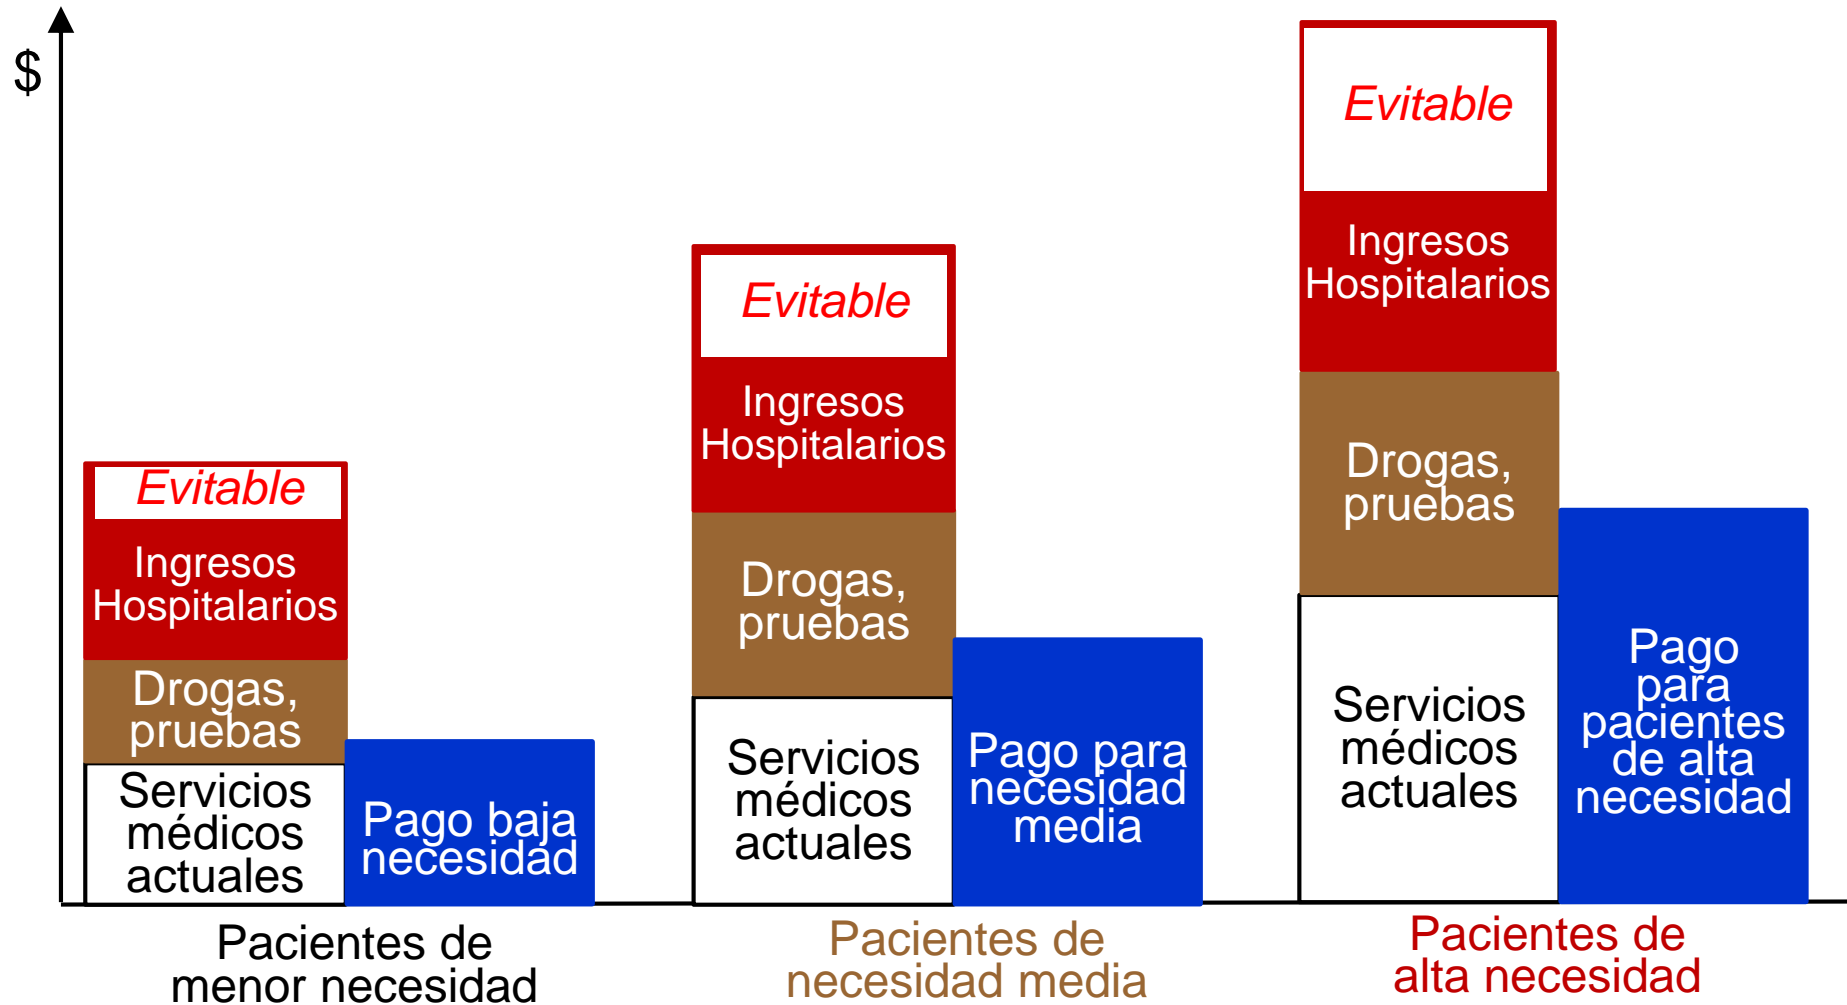 $
Evitable
Ingresos
Hospitalarios
Drogas,
pruebas
Servicios
médicos
actuales
Pago baja
necesidad
Pacientes de
menor necesidad
Evitable
Ingresos
Hospitalarios
Drogas,
pruebas
Servicios
médicos
actuales
Pago para
necesidad
media
Pacientes de
necesidad media
Evitable
Ingresos
Hospitalarios
Drogas,
pruebas
Servicios
médicos
actuales
Pago
para
pacientes
de alta
necesidad
Pacientes de
alta necesidad